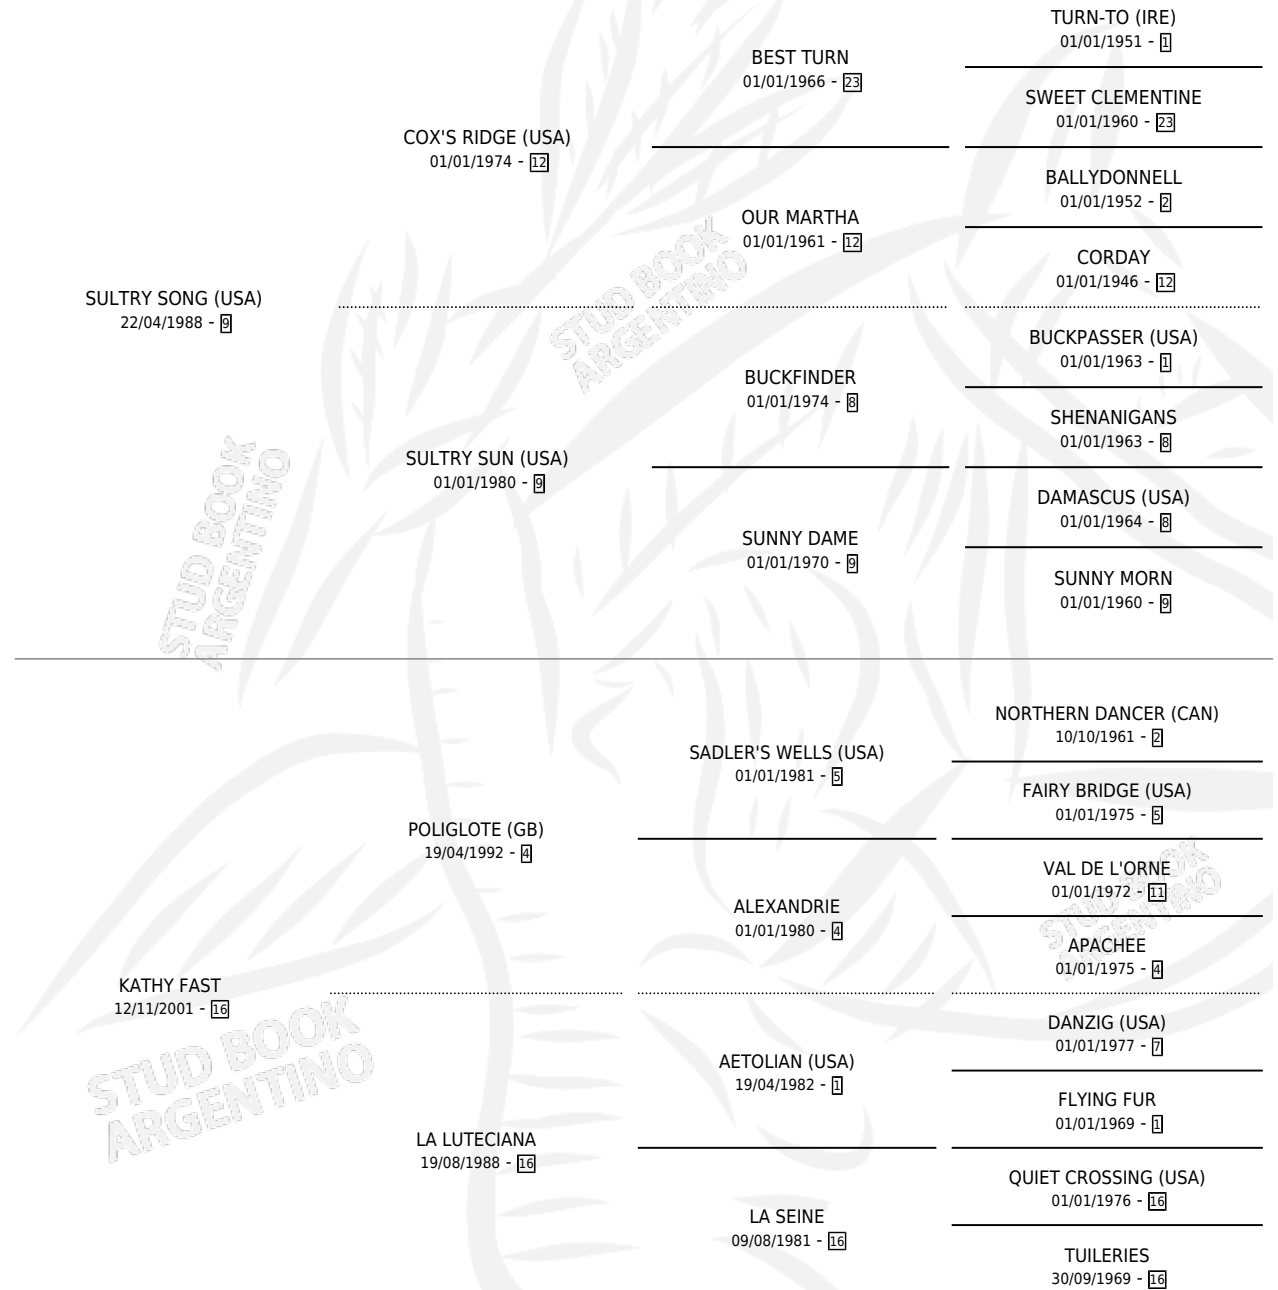 TURN-TO (IRE)
01/01/1951 - 1
BEST TURN
01/01/1966 - 23
SWEET CLEMENTINE
01/01/1960 - 23
COX'S RIDGE (USA)
01/01/1974 - 12
BALLYDONNELL
01/01/1952 - 2
OUR MARTHA
01/01/1961 - 12
CORDAY
01/01/1946 - 12
SULTRY SONG (USA)
22/04/1988 - 9
STUD BOOK
ARGENTINO
BUCKPASSER (USA)
01/01/1963 - 1
BUCKFINDER
01/01/1974 - 8
SHENANIGANS
01/01/1963 - 8
SULTRY SUN (USA)
01/01/1980 - 9
DAMASCUS (USA)
01/01/1964 - 8
SUNNY DAME
01/01/1970 - 9
SUNNY MORN
01/01/1960 - 9
STUD BOOK
ARGENTINO
NORTHERN DANCER (CAN)
10/10/1961 - 2
SADLER'S WELLS (USA)
01/01/1981 - 5
FAIRY BRIDGE (USA)
01/01/1975 - 5
POLIGLOTE (GB)
19/04/1992 - 4
VAL DE L'ORNE
01/01/1972 - 11
ALEXANDRIE
01/01/1980 - 4
APACHEE
01/01/1975 - 4
STUD BOOK
ARGENTINO
KATHY FAST
12/11/2001 - 16
STUD BOOK
ARGENTINO
DANZIG (USA)
01/01/1977 - 7
AETOLIAN (USA)
19/04/1982 - 1
FLYING FUR
01/01/1969 - 1
LA LUTECIANA
19/08/1988 - 16
QUIET CROSSING (USA)
01/01/1976 - 16
LA SEINE
09/08/1981 - 16
TUILERIES
30/09/1969 - 16